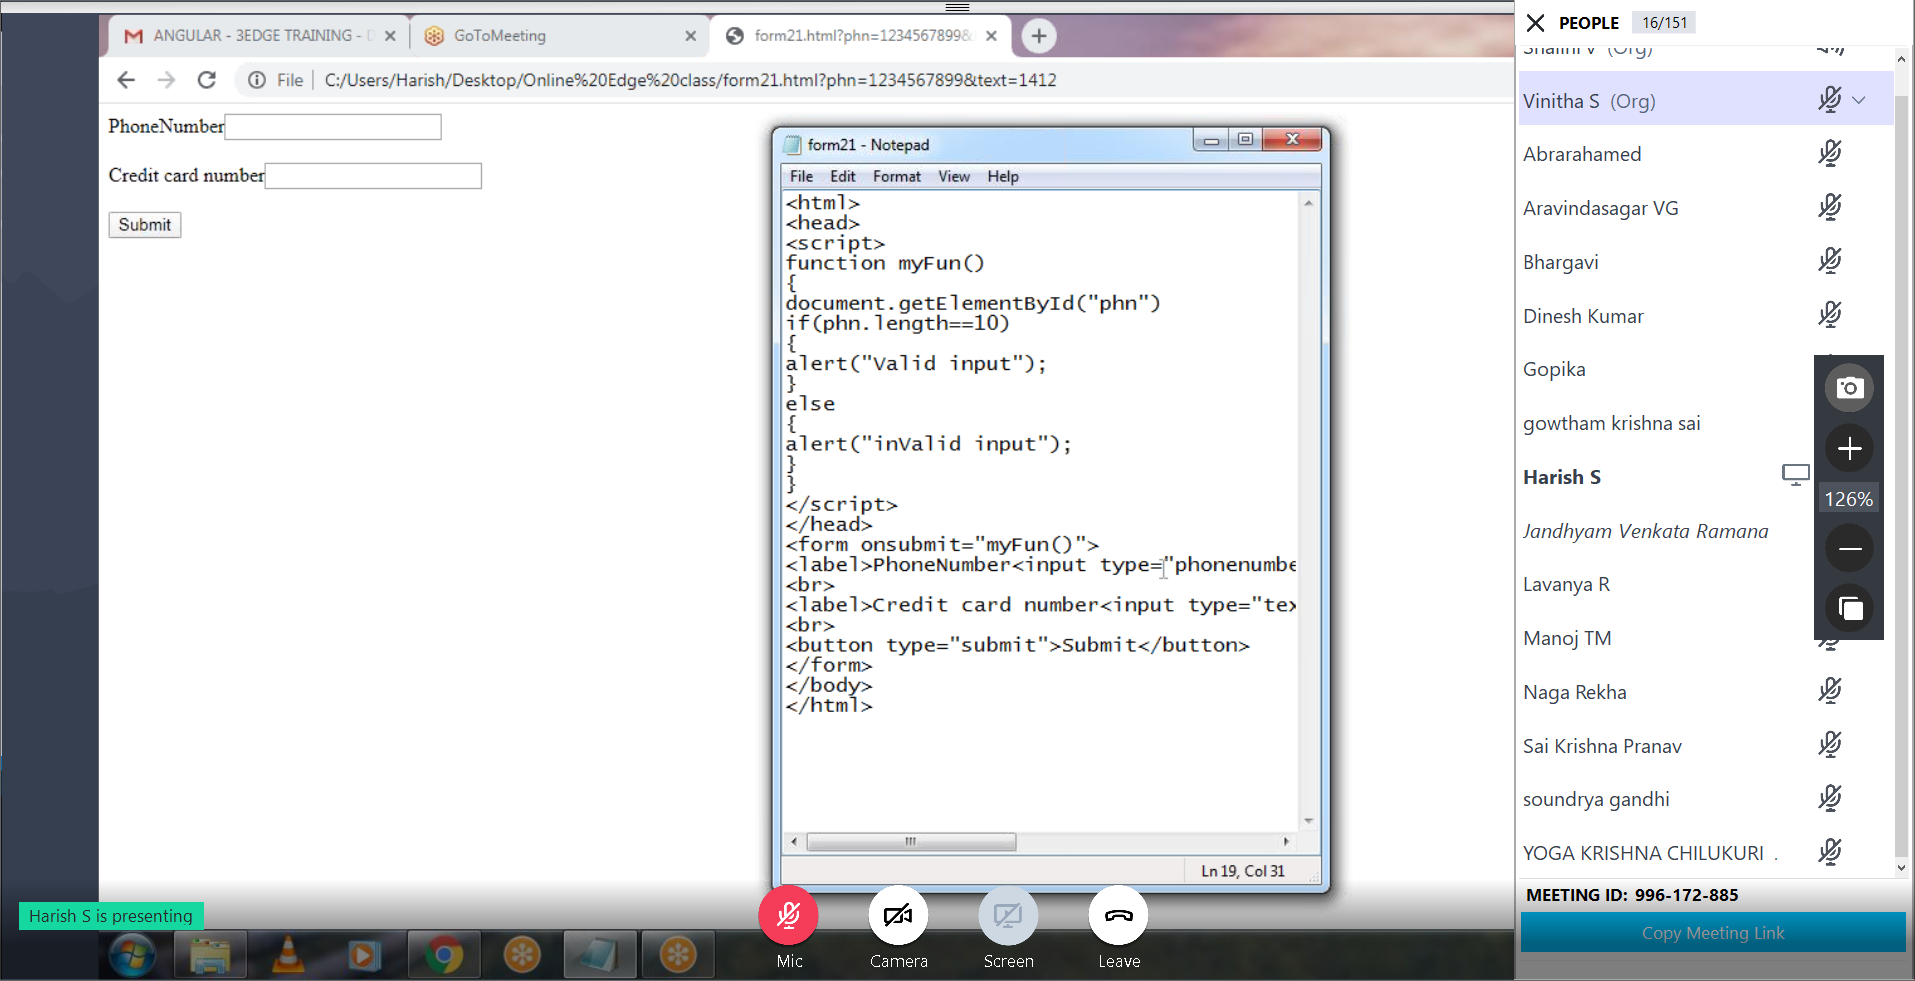 ANGULAR - 3EDGE TRAINING -
GoToMeeting
form21.html?phn=1234567899&
File
C:/Users/Harish/Desktop/Online%20Edge%20class/form21.html?phn=1234567899&text=1412
PhoneNumber
Credit card number
Submit
form21 - Notepad
File Edit Format View Help
<html>
<head>
<script>
function myFun()
{
document.getElementById("phn")
if(phn.length==10)
{
alert("Valid input");
}
else
{
alert("inValid input");
}
}
</script>
</head>
<form onsubmit="myFun()">
<label>PhoneNumber<input type="phonenumbe
<br>
<label>Credit card number<input type="tex
<br>
<button type="submit">Submit</button>
</form>
</body>
</html>
Ln 19, Col 31
Harish S is presenting
Mic
Camera
Screen
Leave
PEOPLE 16/151
Shalini V (Org)
Vinitha S (Org)
Abrarahamed
Aravindasagar VG
Bhargavi
Dinesh Kumar
Gopika
gowtham krishna sai
Harish S
126%
Jandhyam Venkata Ramana
Lavanya R
Manoj TM
Naga Rekha
Sai Krishna Pranav
soundrya gandhi
YOGA KRISHNA CHILUKURI .
MEETING ID: 996-172-885
Copy Meeting Link